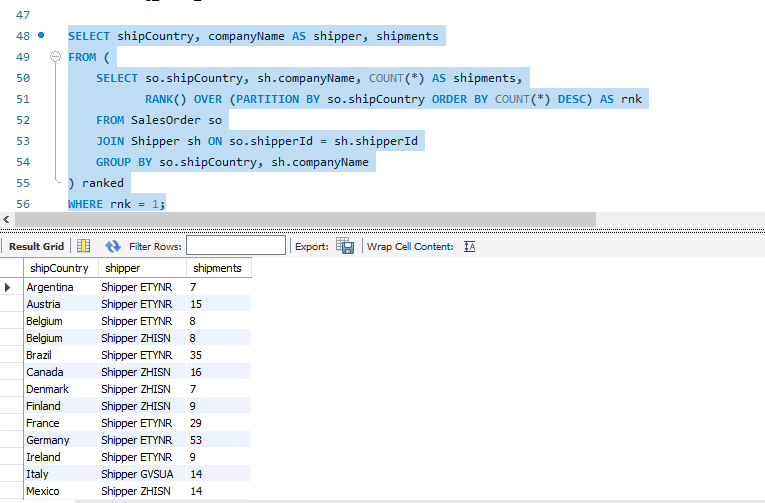 47
48 SELECT shipCountry, companyName AS shipper, shipments
49 FROM (
50 SELECT so.shipCountry, sh.companyName, COUNT(*) AS shipments,
51 RANK() OVER (PARTITION BY so.shipCountry ORDER BY COUNT(*) DESC) AS rnk
52 FROM SalesOrder so
53 JOIN Shipper sh ON so.shipperId = sh.shipperId
54 GROUP BY so.shipCountry, sh.companyName
55 ) ranked
56 WHERE rnk = 1;
Result Grid Filter Rows: Export: Wrap Cell Content:
shipCountry shipper shipments
Argentina Shipper ETYNR 7
Austria Shipper ETYNR 15
Belgium Shipper ETYNR 8
Belgium Shipper ZHISN 8
Brazil Shipper ETYNR 35
Canada Shipper ZHISN 16
Denmark Shipper ZHISN 7
Finland Shipper ZHISN 9
France Shipper ETYNR 29
Germany Shipper ETYNR 53
Ireland Shipper ETYNR 9
Italy Shipper GVSUA 14
Mexico Shipper ZHISN 14